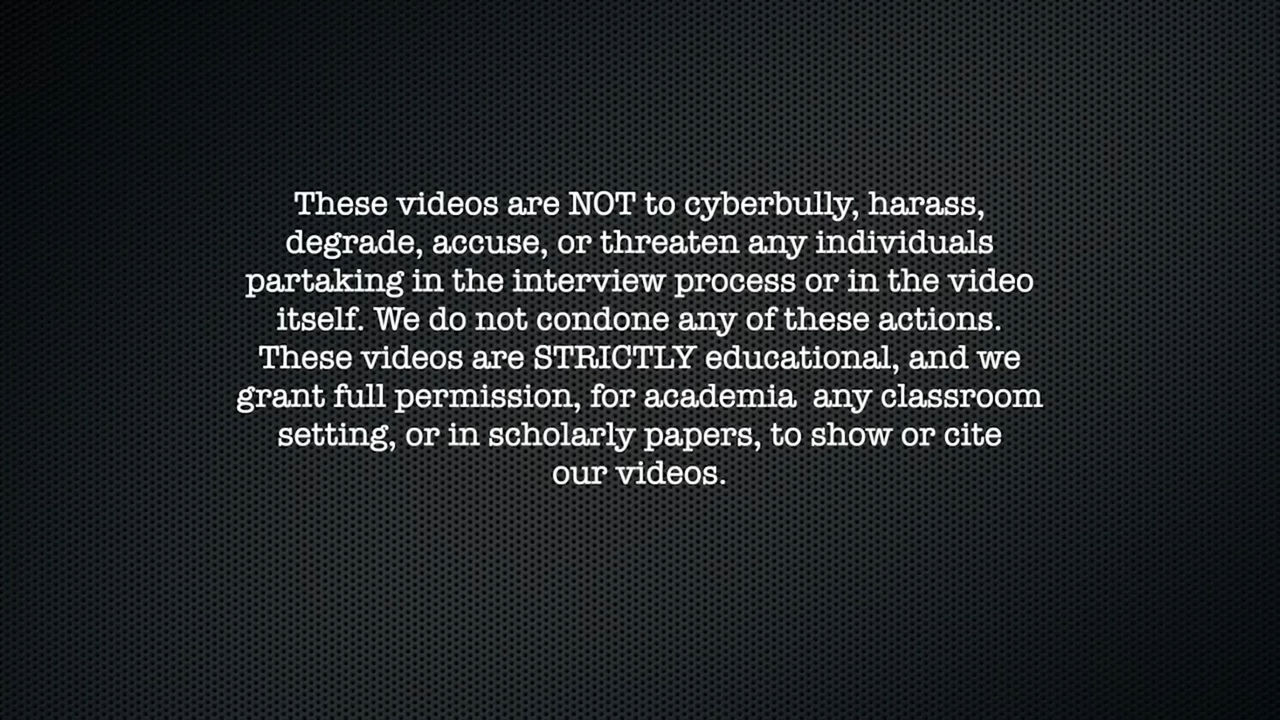 These videos are NOT to cyberbully, harass,
degrade, accuse, or threaten any individuals
partaking in the interview process or in the video
itself. We do not condone any of these actions.
These videos are STRICTLY educational, and we
grant full permission, for academia  any classroom
setting, or in scholarly papers, to show or cite
our videos.